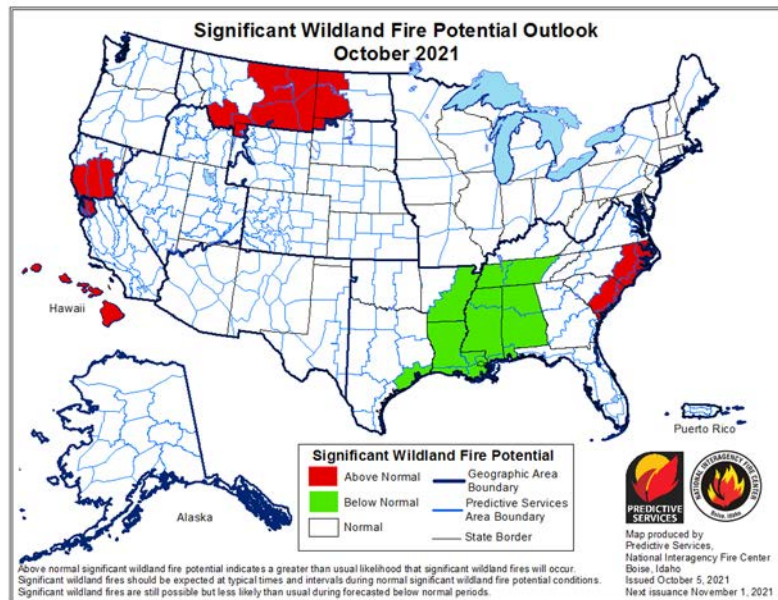 Significant Wildland Fire Potential Outlook
October 2021
Hawaii
Alaska
Puerto Rico
Significant Wildland Fire Potential
Above Normal
Below Normal
Normal
Geographic Area
Boundary
Predictive Services
Area Boundary
State Border
PREDICTIVE
SERVICES
NATIONAL INTERAGENCY FIRE CENTER
Boise, Idaho
Map produced by
Predictive Services,
National Interagency Fire Center
Boise, Idaho
Issued October 5, 2021
Next issuance November 1, 2021
Above normal significant wildland fire potential indicates a greater than usual likelihood that significant wildland fires will occur.
Significant wildland fires should be expected at typical times and intervals during normal significant wildland fire potential conditions.
Significant wildland fires are still possible but less likely than usual during forecasted below normal periods.